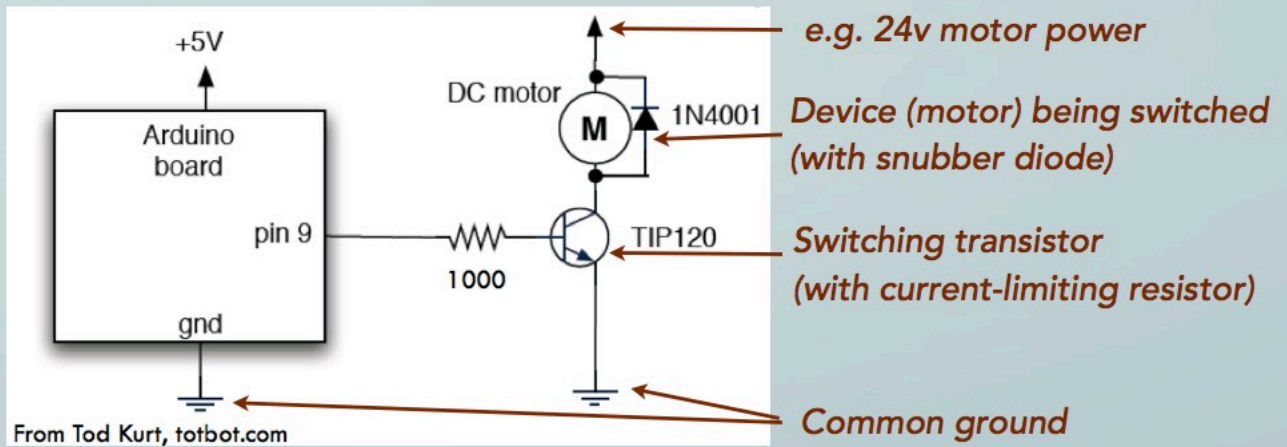 +5V
Arduino
board
pin 9
gnd
1000
DC motor
M
1N4001
TIP120
e.g. 24v motor power
Device (motor) being switched
(with snubber diode)
Switching transistor
(with current-limiting resistor)
Common ground
From Tod Kurt, totbot.com